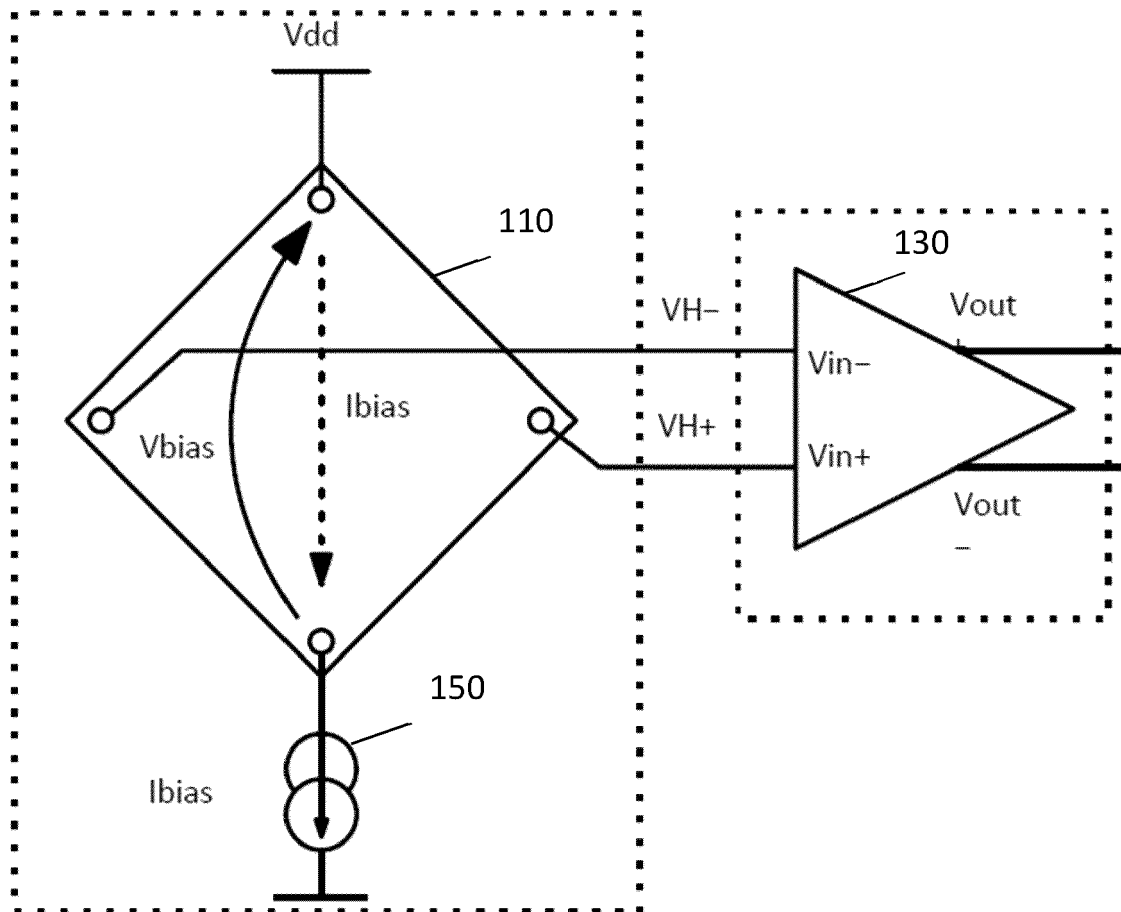 Vdd
110
130
VH−
Vout
+
Vin−
Ibias
VH+
Vbias
Vin+
Vout
−
150
Ibias